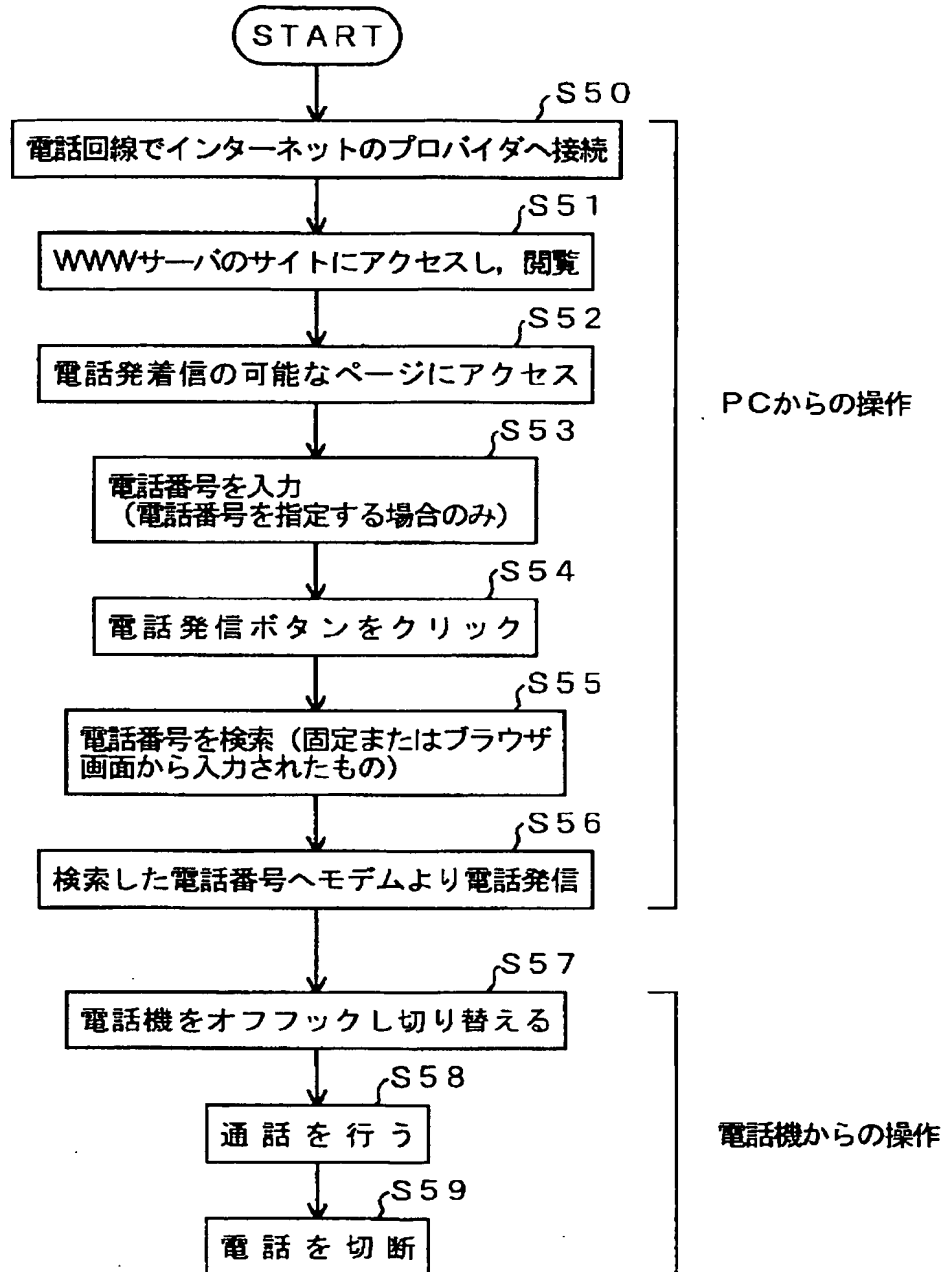 START
S50
電話回線でインターネットのプロバイダへ接続
S51
WWWサーバのサイトにアクセスし，閲覧
S52
電話発着信の可能なページにアクセス
PCからの操作
S53
電話番号を入力
（電話番号を指定する場合のみ）
S54
電話発信ボタンをクリック
S55
電話番号を検索（固定またはブラウザ
画面から入力されたもの）
S56
検索した電話番号へモデムより電話発信
S57
電話機をオフフックし切り替える
S58
通話を行う
電話機からの操作
S59
電話を切断